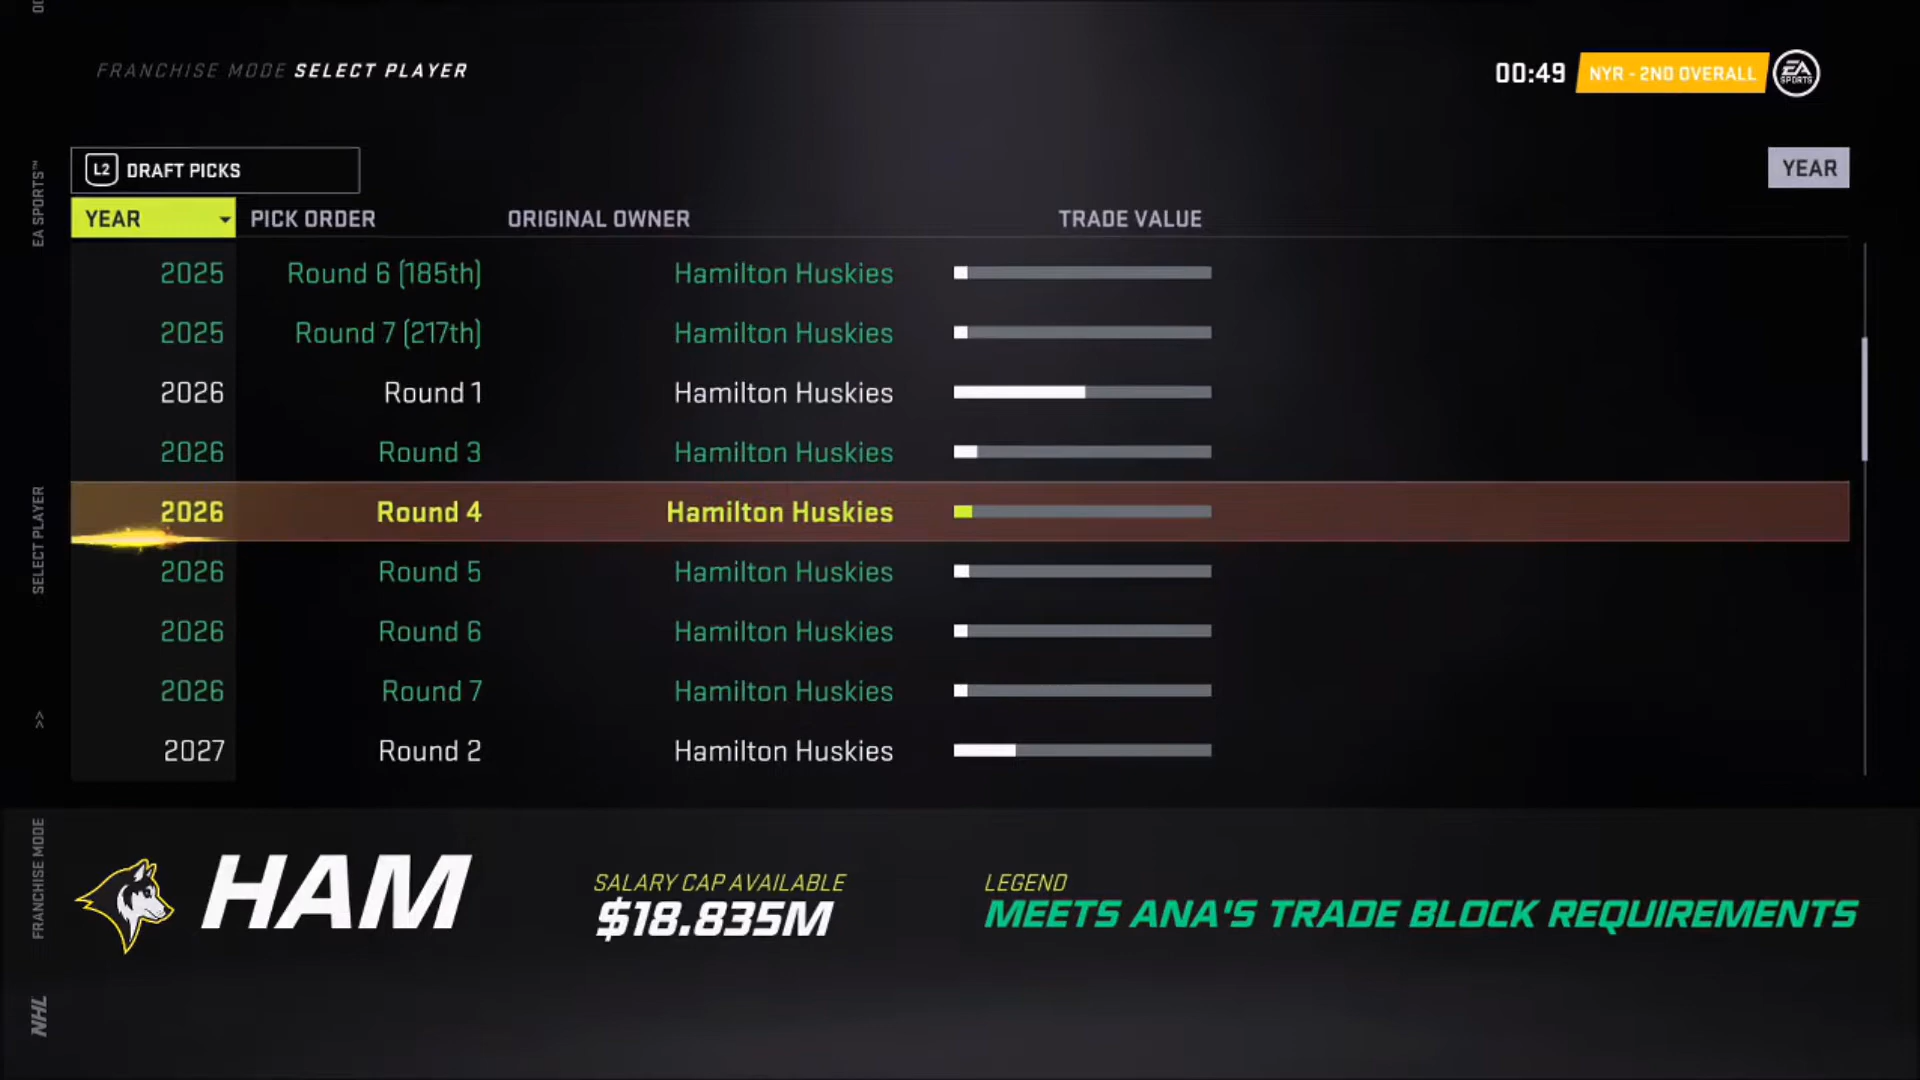 FRANCHISE MODE SELECT PLAYER
00:49 NYR - 2ND OVERALL EA SPORTS
L2 DRAFT PICKS
YEAR
YEAR PICK ORDER ORIGINAL OWNER TRADE VALUE
2025 Round 6 (185th) Hamilton Huskies
2025 Round 7 (217th) Hamilton Huskies
2026 Round 1 Hamilton Huskies
2026 Round 3 Hamilton Huskies
2026 Round 4 Hamilton Huskies
2026 Round 5 Hamilton Huskies
2026 Round 6 Hamilton Huskies
2026 Round 7 Hamilton Huskies
2027 Round 2 Hamilton Huskies
HAM
SALARY CAP AVAILABLE
$18.835M
LEGEND
MEETS ANA'S TRADE BLOCK REQUIREMENTS
NHL
FRANCHISE MODE
>>
SELECT PLAYER
EA SPORTS™